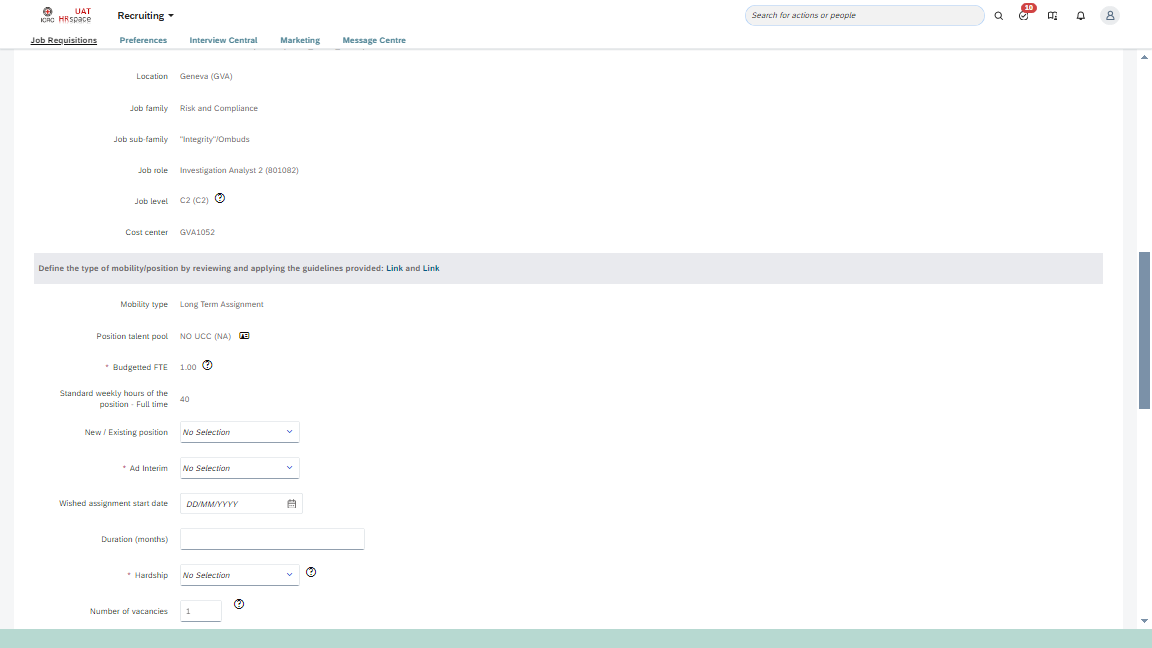 ICRC UAT HRspace
Recruiting
Search for actions or people
10
Job Requisitions Preferences Interview Central Marketing Message Centre
Location Geneva (GVA)
Job family Risk and Compliance
Job sub-family "Integrity"/Ombuds
Job role Investigation Analyst 2 (801082)
Job level C2 (C2)
Cost center GVA1052
Define the type of mobility/position by reviewing and applying the guidelines provided: Link and Link
Mobility type Long Term Assignment
Position talent pool NO UCC (NA)
* Budgetted FTE 1.00
Standard weekly hours of the
position - Full time 40
New / Existing position No Selection
* Ad Interim No Selection
Wished assignment start date DD/MM/YYYY
Duration (months)
* Hardship No Selection
Number of vacancies 1